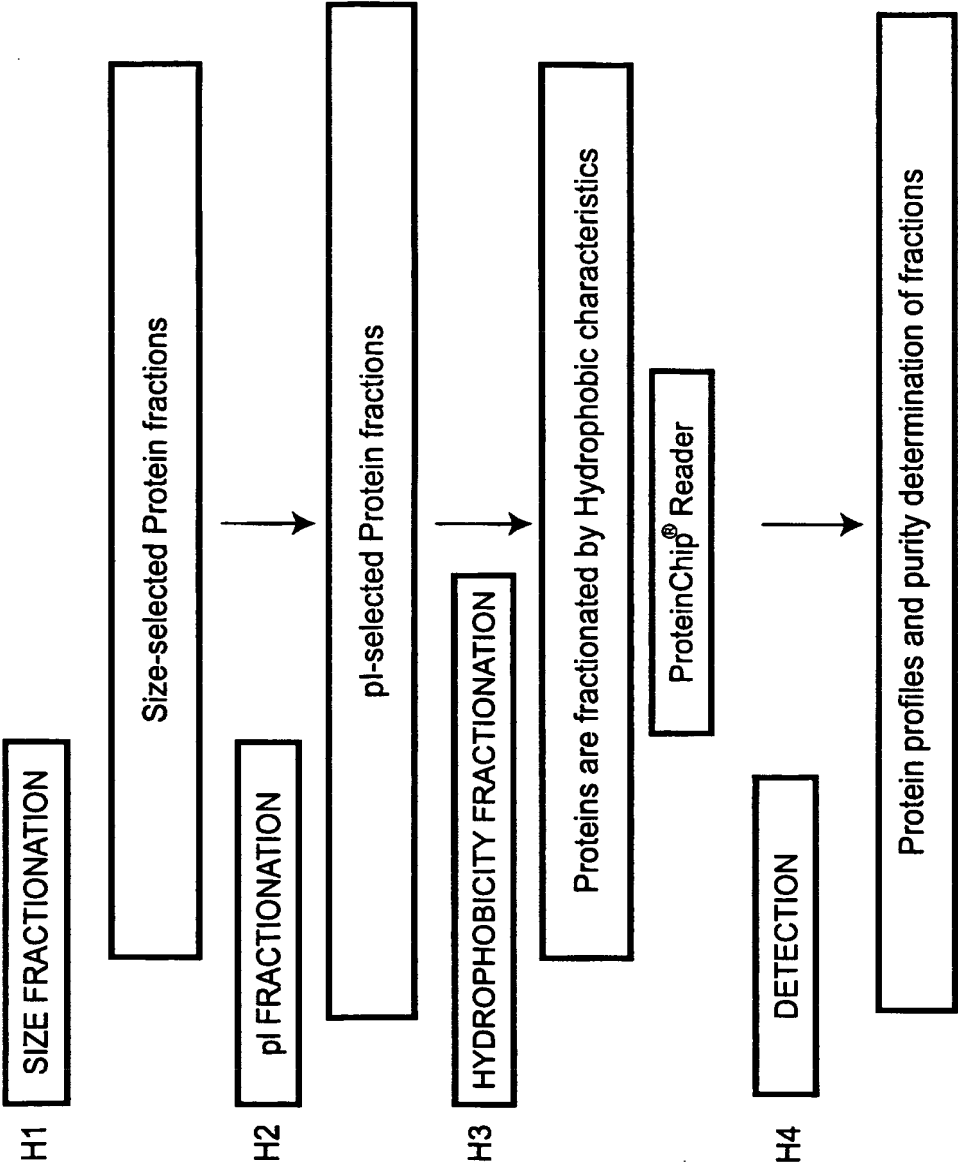 H1
SIZE FRACTIONATION
Size-selected Protein fractions
H2
pI FRACTIONATION
pI-selected Protein fractions
H3
HYDROPHOBICITY FRACTIONATION
Proteins are fractionated by Hydrophobic characteristics
ProteinChip® Reader
H4
DETECTION
Protein profiles and purity determination of fractions